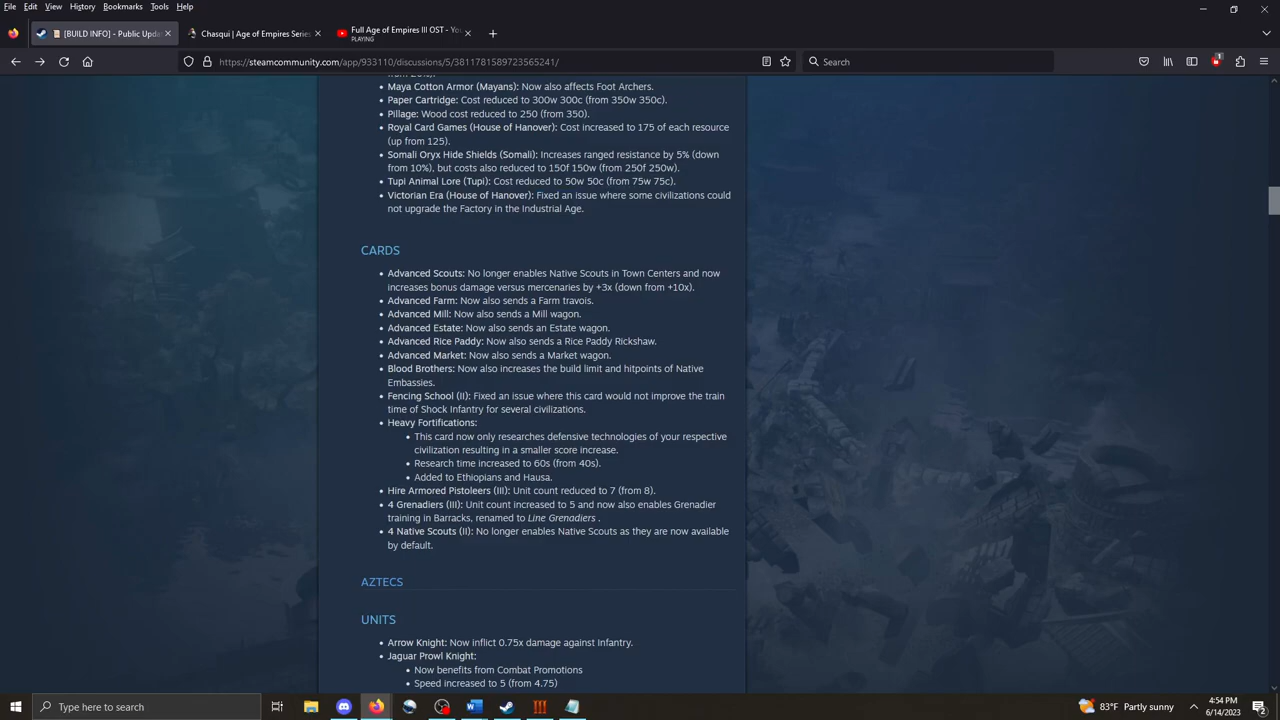 File Edit View History Bookmarks Tools Help
[BUILD INFO] - Public Upda
Chasqui | Age of Empires Series
Full Age of Empires III OST - Yo
PLAYING
https://steamcommunity.com/app/933110/discussions/5/3811781589723565241/
Search
Maya Cotton Armor (Mayans): Now also affects Foot Archers.
Paper Cartridge: Cost reduced to 300w 300c (from 350w 350c).
Pillage: Wood cost reduced to 250 (from 350).
Royal Card Games (House of Hanover): Cost increased to 175 of each resource
(up from 125).
Somali Oryx Hide Shields (Somali): Increases ranged resistance by 5% (down
from 10%), but costs also reduced to 150f 150w (from 250f 250w).
Tupi Animal Lore (Tupi): Cost reduced to 50w 50c (from 75w 75c).
Victorian Era (House of Hanover): Fixed an issue where some civilizations could
not upgrade the Factory in the Industrial Age.
CARDS
Advanced Scouts: No longer enables Native Scouts in Town Centers and now
increases bonus damage versus mercenaries by +3x (down from +10x).
Advanced Farm: Now also sends a Farm travois.
Advanced Mill: Now also sends a Mill wagon.
Advanced Estate: Now also sends an Estate wagon.
Advanced Rice Paddy: Now also sends a Rice Paddy Rickshaw.
Advanced Market: Now also sends a Market wagon.
Blood Brothers: Now also increases the build limit and hitpoints of Native
Embassies.
Fencing School (II): Fixed an issue where this card would not improve the train
time of Shock Infantry for several civilizations.
Heavy Fortifications:
This card now only researches defensive technologies of your respective
civilization resulting in a smaller score increase.
Research time increased to 60s (from 40s).
Added to Ethiopians and Hausa.
Hire Armored Pistoleers (III): Unit count reduced to 7 (from 8).
4 Grenadiers (III): Unit count increased to 5 and now also enables Grenadier
training in Barracks, renamed to Line Grenadiers .
4 Native Scouts (II): No longer enables Native Scouts as they are now available
by default.
AZTECS
UNITS
Arrow Knight: Now inflict 0.75x damage against Infantry.
Jaguar Prowl Knight:
Now benefits from Combat Promotions
Speed increased to 5 (from 4.75)
Type here to search
83°F Partly sunny
4:54 PM
6/14/2023